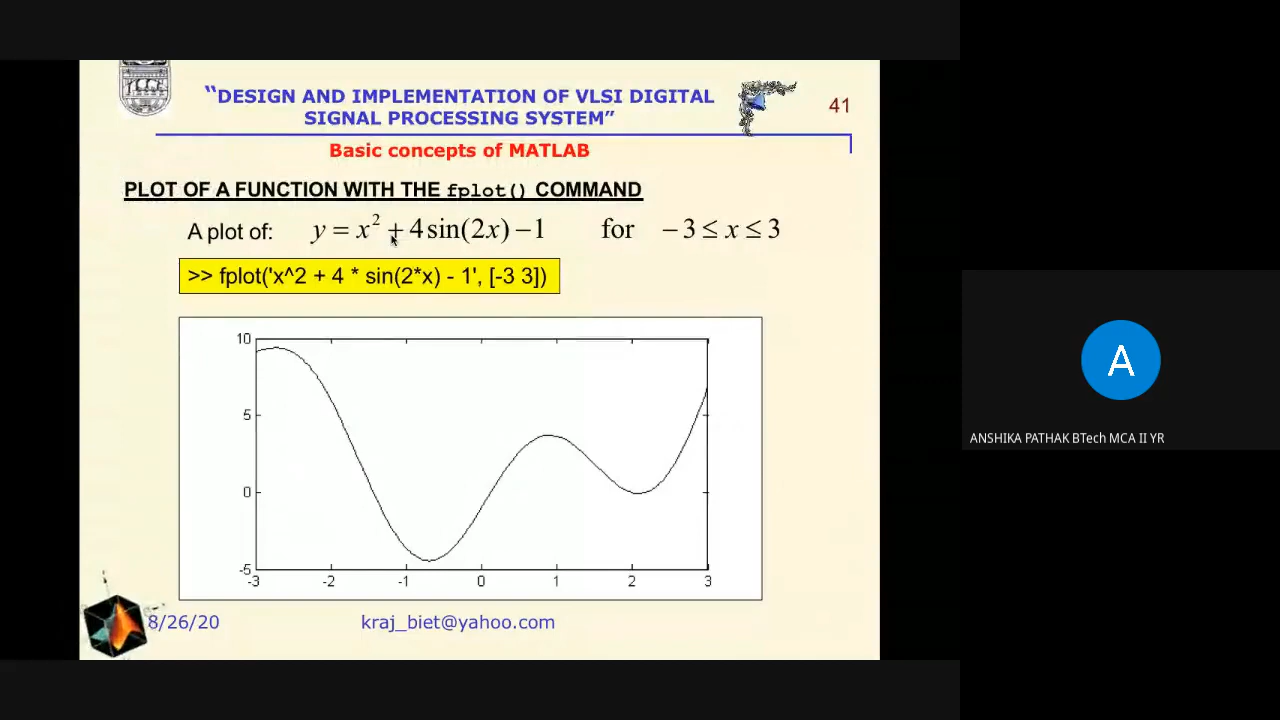 “DESIGN AND IMPLEMENTATION OF VLSI DIGITAL
SIGNAL PROCESSING SYSTEM”
41
Basic concepts of MATLAB
PLOT OF A FUNCTION WITH THE fplot() COMMAND
A plot of: y = x² + 4 sin(2x) − 1 for − 3 ≤ x ≤ 3
>> fplot('x^2 + 4 * sin(2*x) - 1', [-3 3])
10
5
0
-5
-3 -2 -1 0 1 2 3
8/26/20 kraj_biet@yahoo.com
A
ANSHIKA PATHAK BTech MCA II YR